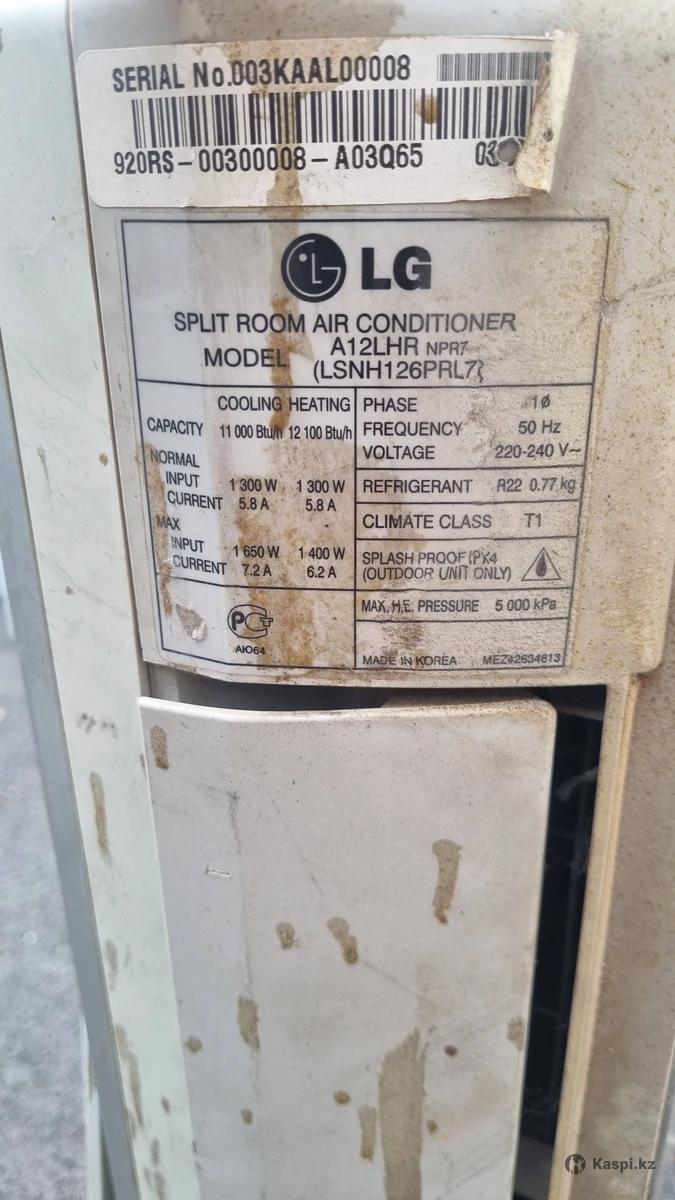 SERIAL No.003KAAL00008
920RS-00300008-A03Q65 03
LG
SPLIT ROOM AIR CONDITIONER
MODEL A12LHR NPR7
(LSNH126PRL7)
COOLING HEATING
CAPACITY 11 000 Btu/h 12 100 Btu/h
NORMAL
INPUT 1 300 W 1 300 W
CURRENT 5.8 A 5.8 A
MAX
INPUT 1 650 W 1 400 W
CURRENT 7.2 A 6.2 A
РСТ
АЮ64
PHASE 1ø
FREQUENCY 50 Hz
VOLTAGE 220-240 V~
REFRIGERANT R22 0.77 kg
CLIMATE CLASS T1
SPLASH PROOF IPX4
(OUTDOOR UNIT ONLY)
MAX. H.E. PRESSURE 5 000 kPa
MADE IN KOREA MEZ42634813
Kaspi.kz